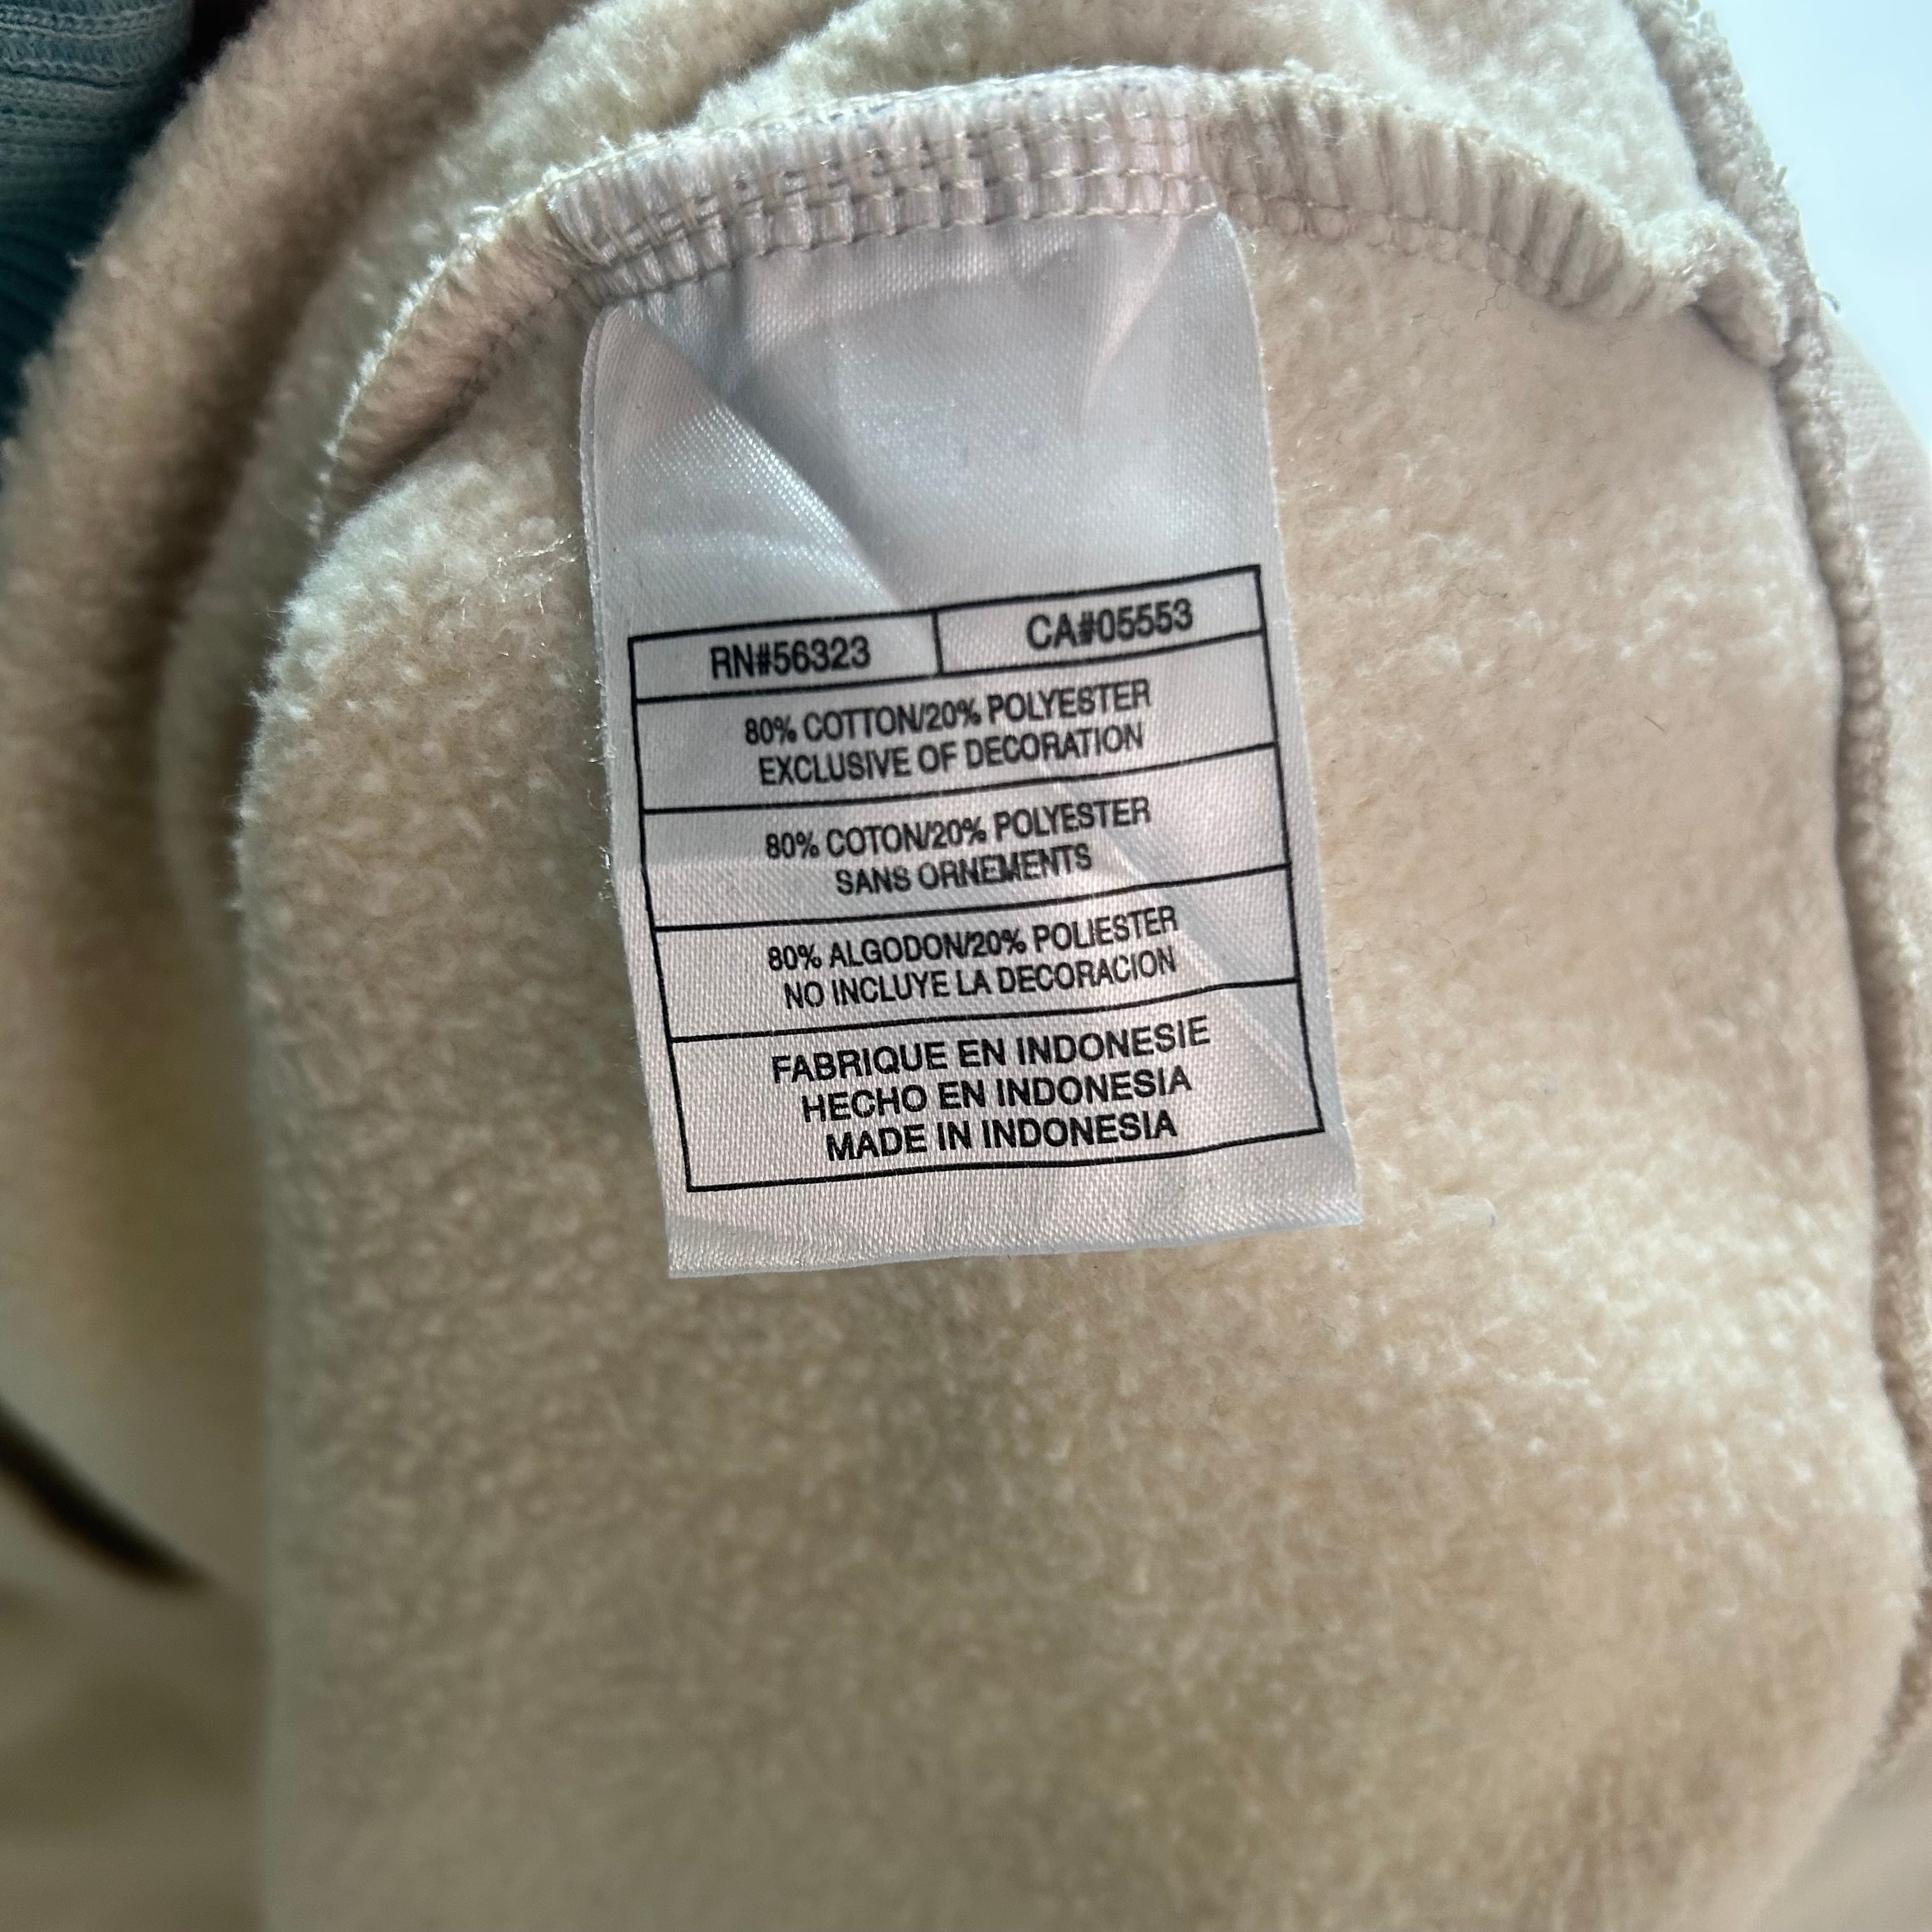 RN#56323 CA#05553
80% COTTON/20% POLYESTER
EXCLUSIVE OF DECORATION
80% COTON/20% POLYESTER
SANS ORNEMENTS
80% ALGODON/20% POLIESTER
NO INCLUYE LA DECORACION
FABRIQUE EN INDONESIE
HECHO EN INDONESIA
MADE IN INDONESIA